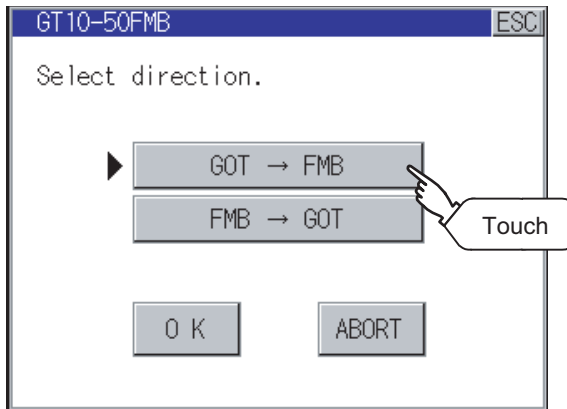 GT10-50FMB ESC
Select direction.
GOT → FMB
FMB → GOT
Touch
O K ABORT